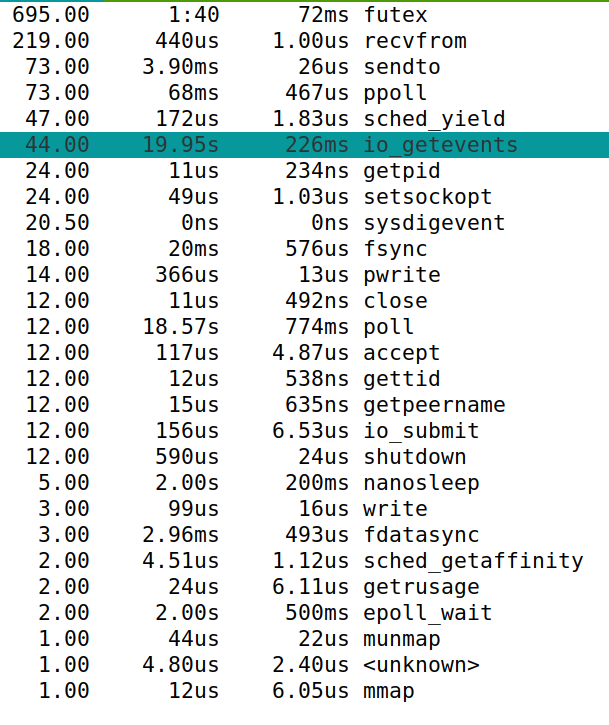 695.00 1:40 72ms futex
219.00 440us 1.00us recvfrom
73.00 3.90ms 26us sendto
73.00 68ms 467us ppoll
47.00 172us 1.83us sched_yield
44.00 19.95s 226ms io_getevents
24.00 11us 234ns getpid
24.00 49us 1.03us setsockopt
20.50 0ns 0ns sysdigevent
18.00 20ms 576us fsync
14.00 366us 13us pwrite
12.00 11us 492ns close
12.00 18.57s 774ms poll
12.00 117us 4.87us accept
12.00 12us 538ns gettid
12.00 15us 635ns getpeername
12.00 156us 6.53us io_submit
12.00 590us 24us shutdown
5.00 2.00s 200ms nanosleep
3.00 99us 16us write
3.00 2.96ms 493us fdatasync
2.00 4.51us 1.12us sched_getaffinity
2.00 24us 6.11us getrusage
2.00 2.00s 500ms epoll_wait
1.00 44us 22us munmap
1.00 4.80us 2.40us <unknown>
1.00 12us 6.05us mmap